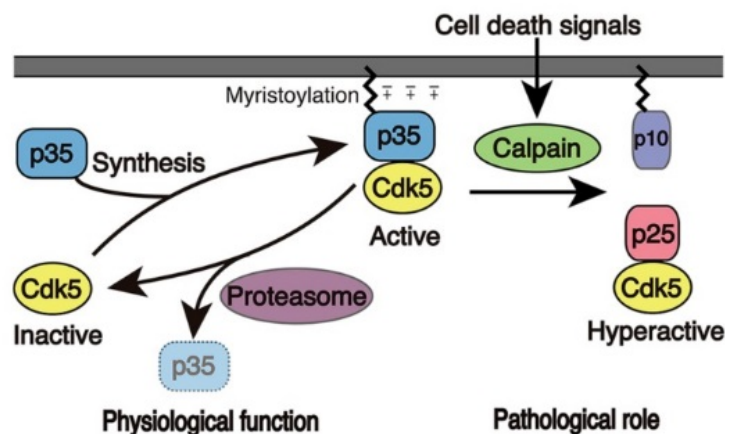 Cell death signals
Myristoylation
p35
Synthesis
p35
Cdk5
Active
Calpain
p10
p25
Cdk5
Hyperactive
Cdk5
Inactive
Proteasome
p35
Physiological function
Pathological role